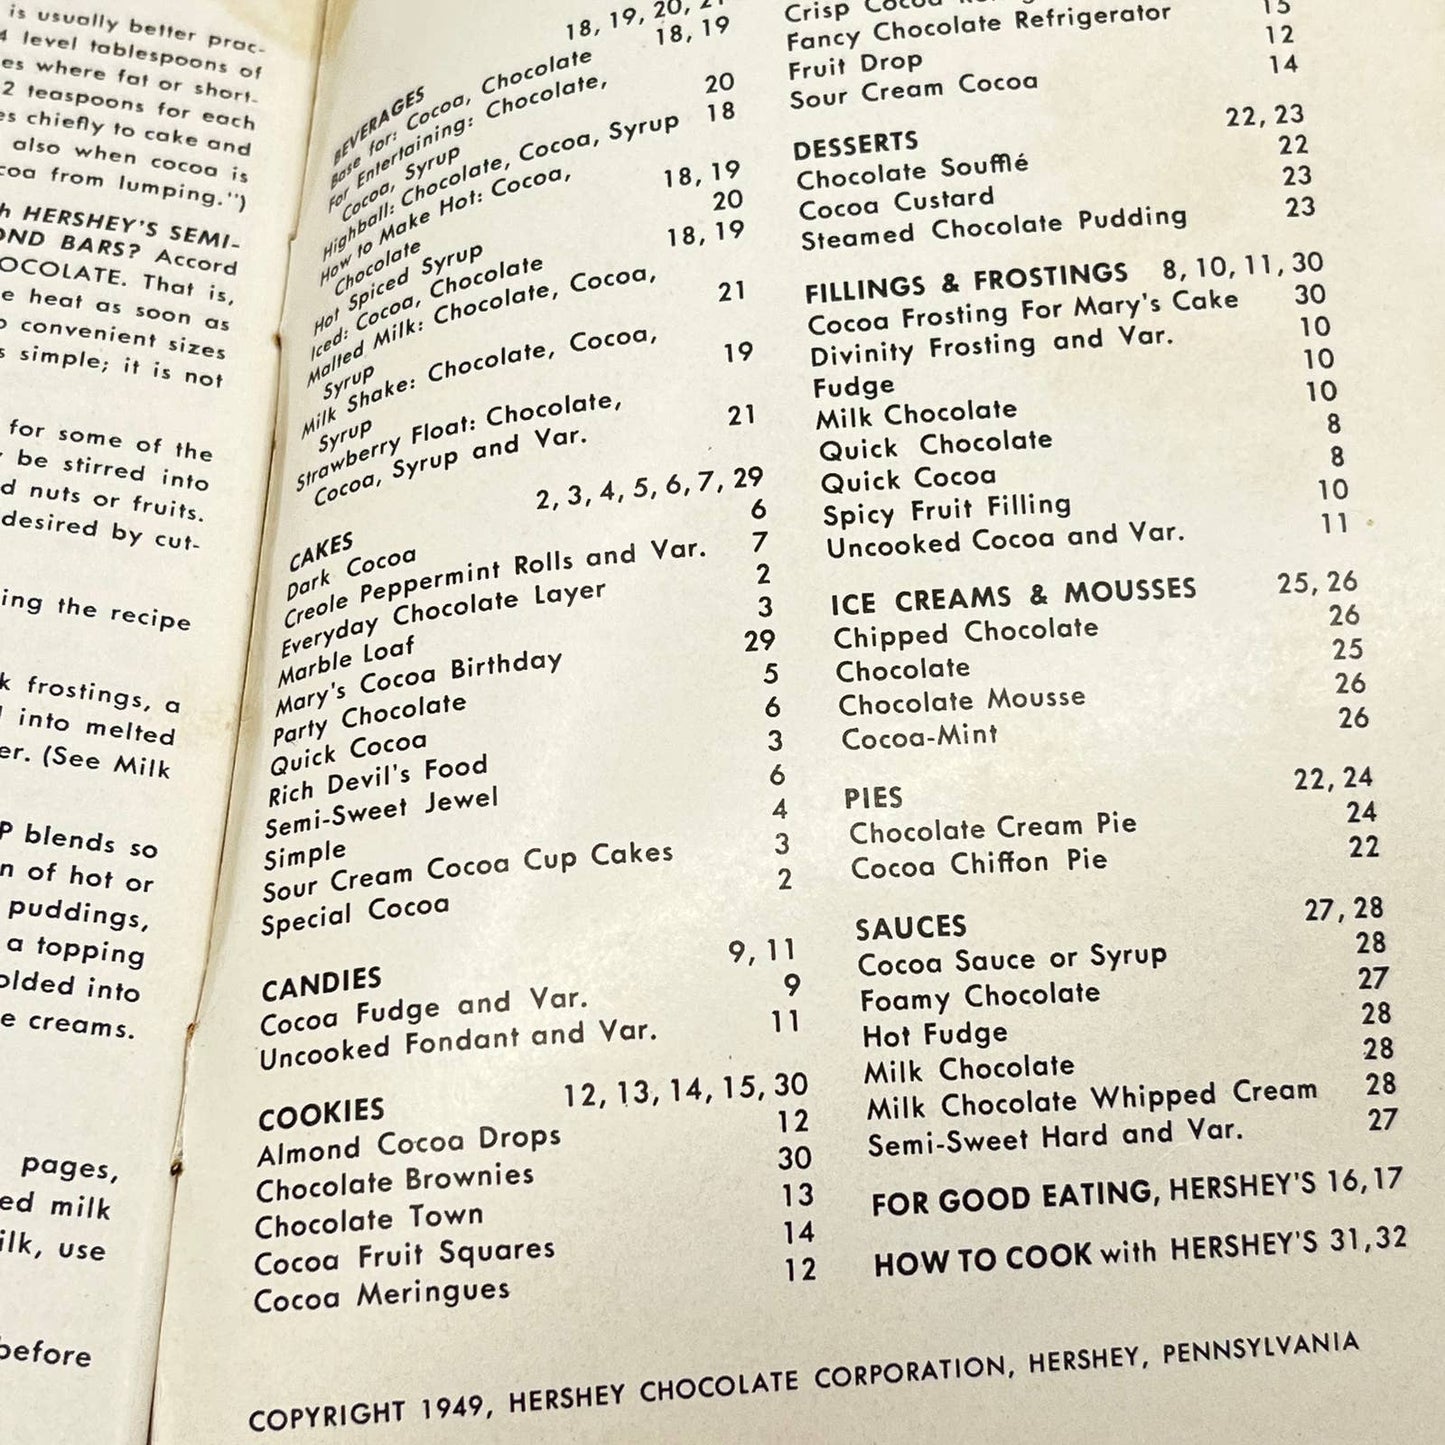 is usually better prac-
4 level tablespoons of
es where fat or short-
2 teaspoons for each
es chiefly to cake and
also when cocoa is
coa from lumping.")
h HERSHEY'S SEMI-
OND BARS? Accord
OCOLATE. That is,
e heat as soon as
o convenient sizes
s simple; it is not
for some of the
be stirred into
d nuts or fruits.
desired by cut-
ing the recipe
k frostings, a
into melted
er. (See Milk
P blends so
n of hot or
puddings,
a topping
olded into
e creams.
pages,
ed milk
ilk, use
before
BEVERAGES 18, 19, 20, 21
Base for: Cocoa, Chocolate 18, 19
For Entertaining: Chocolate,
Cocoa, Syrup 20
Highball: Chocolate, Cocoa, Syrup 18
How to Make Hot: Cocoa,
Chocolate 18, 19
Hot Spiced Syrup 20
Iced: Cocoa, Chocolate 18, 19
Malted Milk: Chocolate, Cocoa,
Syrup 21
Milk Shake: Chocolate, Cocoa,
Syrup 19
Strawberry Float: Chocolate,
Cocoa, Syrup and Var. 21
CAKES 2, 3, 4, 5, 6, 7, 29
Dark Cocoa 6
Creole Peppermint Rolls and Var. 7
Everyday Chocolate Layer 2
Marble Loaf 3
Mary's Cocoa Birthday 29
Party Chocolate 5
Quick Cocoa 6
Rich Devil's Food 3
Semi-Sweet Jewel 6
Simple 4
Sour Cream Cocoa Cup Cakes 3
Special Cocoa 2
CANDIES 9, 11
Cocoa Fudge and Var. 9
Uncooked Fondant and Var. 11
COOKIES 12, 13, 14, 15, 30
Almond Cocoa Drops 12
Chocolate Brownies 30
Chocolate Town 13
Cocoa Fruit Squares 14
Cocoa Meringues 12
Crisp Cocoa
Fancy Chocolate Refrigerator 15
Fruit Drop 12
Sour Cream Cocoa 14
DESSERTS 22, 23
Chocolate Soufflé 22
Cocoa Custard 23
Steamed Chocolate Pudding 23
FILLINGS & FROSTINGS 8, 10, 11, 30
Cocoa Frosting For Mary's Cake 30
Divinity Frosting and Var. 10
Fudge 10
Milk Chocolate 10
Quick Chocolate 8
Quick Cocoa 8
Spicy Fruit Filling 10
Uncooked Cocoa and Var. 11
ICE CREAMS & MOUSSES 25, 26
Chipped Chocolate 26
Chocolate 25
Chocolate Mousse 26
Cocoa-Mint 26
PIES 22, 24
Chocolate Cream Pie 24
Cocoa Chiffon Pie 22
SAUCES 27, 28
Cocoa Sauce or Syrup 28
Foamy Chocolate 27
Hot Fudge 28
Milk Chocolate 28
Milk Chocolate Whipped Cream 28
Semi-Sweet Hard and Var. 27
FOR GOOD EATING, HERSHEY'S 16, 17
HOW TO COOK with HERSHEY'S 31, 32
COPYRIGHT 1949, HERSHEY CHOCOLATE CORPORATION, HERSHEY, PENNSYLVANIA